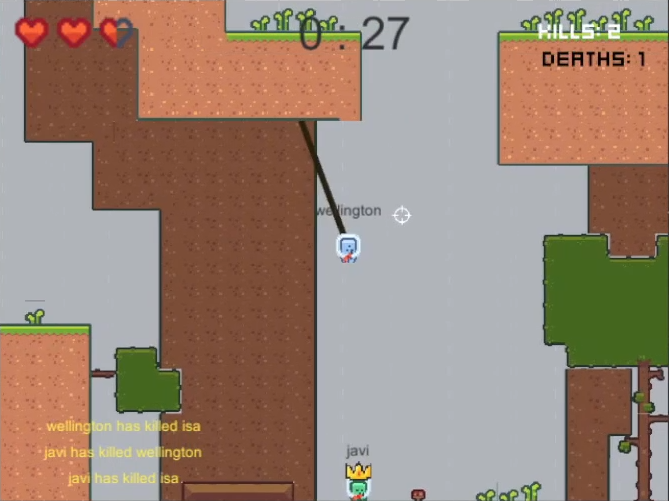 0 : 27
KILLS: 2
DEATHS: 1
wellington
wellington has killed isa
javi has killed wellington
javi has killed isa
javi